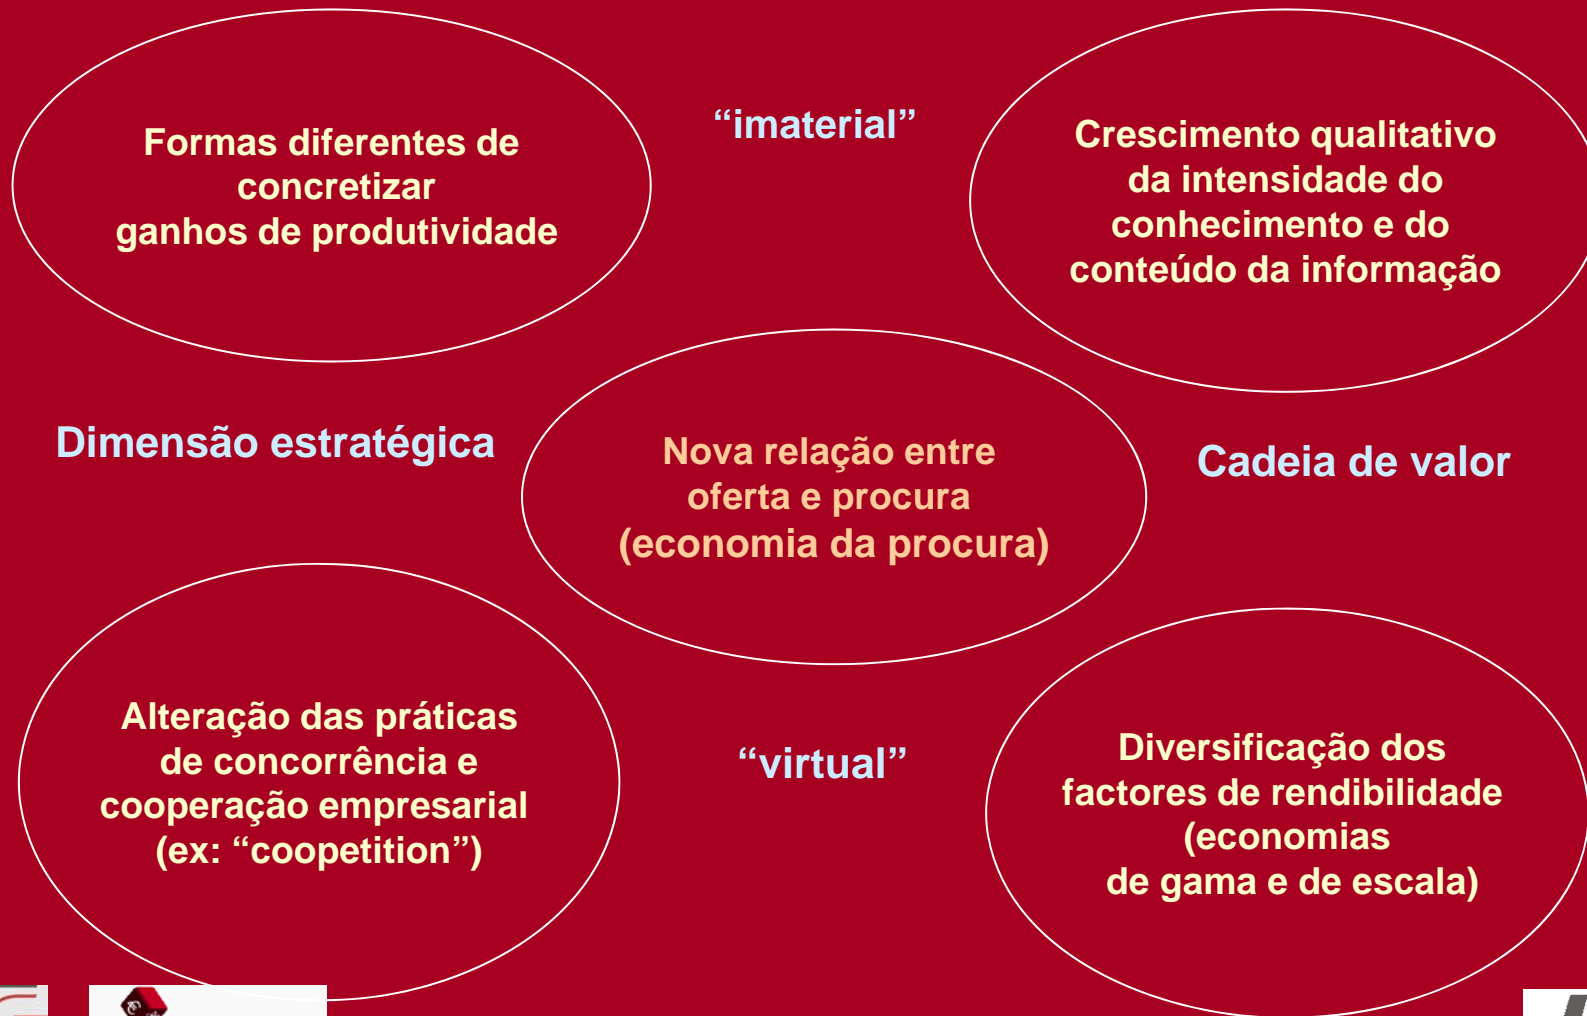 Formas diferentes de
concretizar
ganhos de produtividade
“imaterial”
Crescimento qualitativo
da intensidade do
conhecimento e do
conteúdo da informação
Dimensão estratégica
Nova relação entre
oferta e procura
(economia da procura)
Cadeia de valor
Alteração das práticas
de concorrência e
cooperação empresarial
(ex: “coopetition”)
“virtual”
Diversificação dos
factores de rendibilidade
(economias
de gama e de escala)